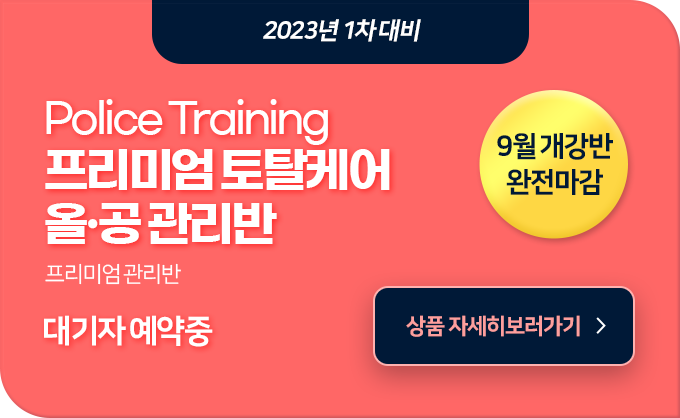 2023년 1차 대비
Police Training
프리미엄 토탈케어
올·공 관리반
프리미엄 관리반
대기자 예약중
9월 개강반
완전마감
상품 자세히보러가기 >